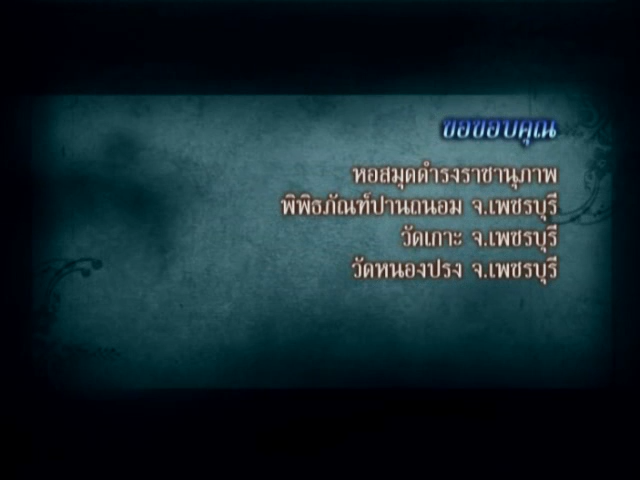 ขอขอบคุณ
หอสมุดดำรงราชานุภาพ
พิพิธภัณฑ์ปานถนอม จ.เพชรบุรี
วัดเกาะ จ.เพชรบุรี
วัดหนองปรง จ.เพชรบุรี